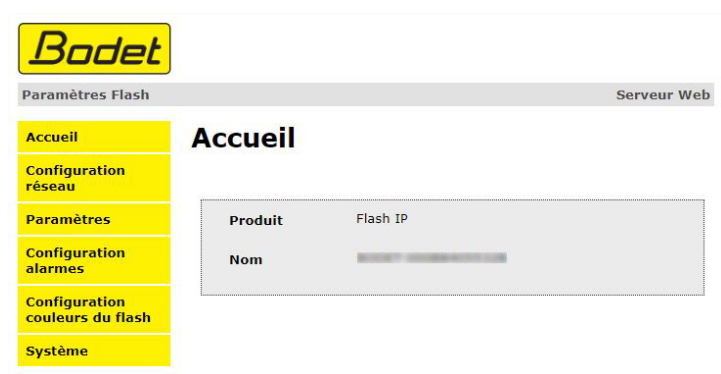 Bodet
Paramètres Flash Serveur Web
Accueil
Configuration
réseau
Paramètres
Configuration
alarmes
Configuration
couleurs du flash
Système
Accueil
Produit Flash IP
Nom